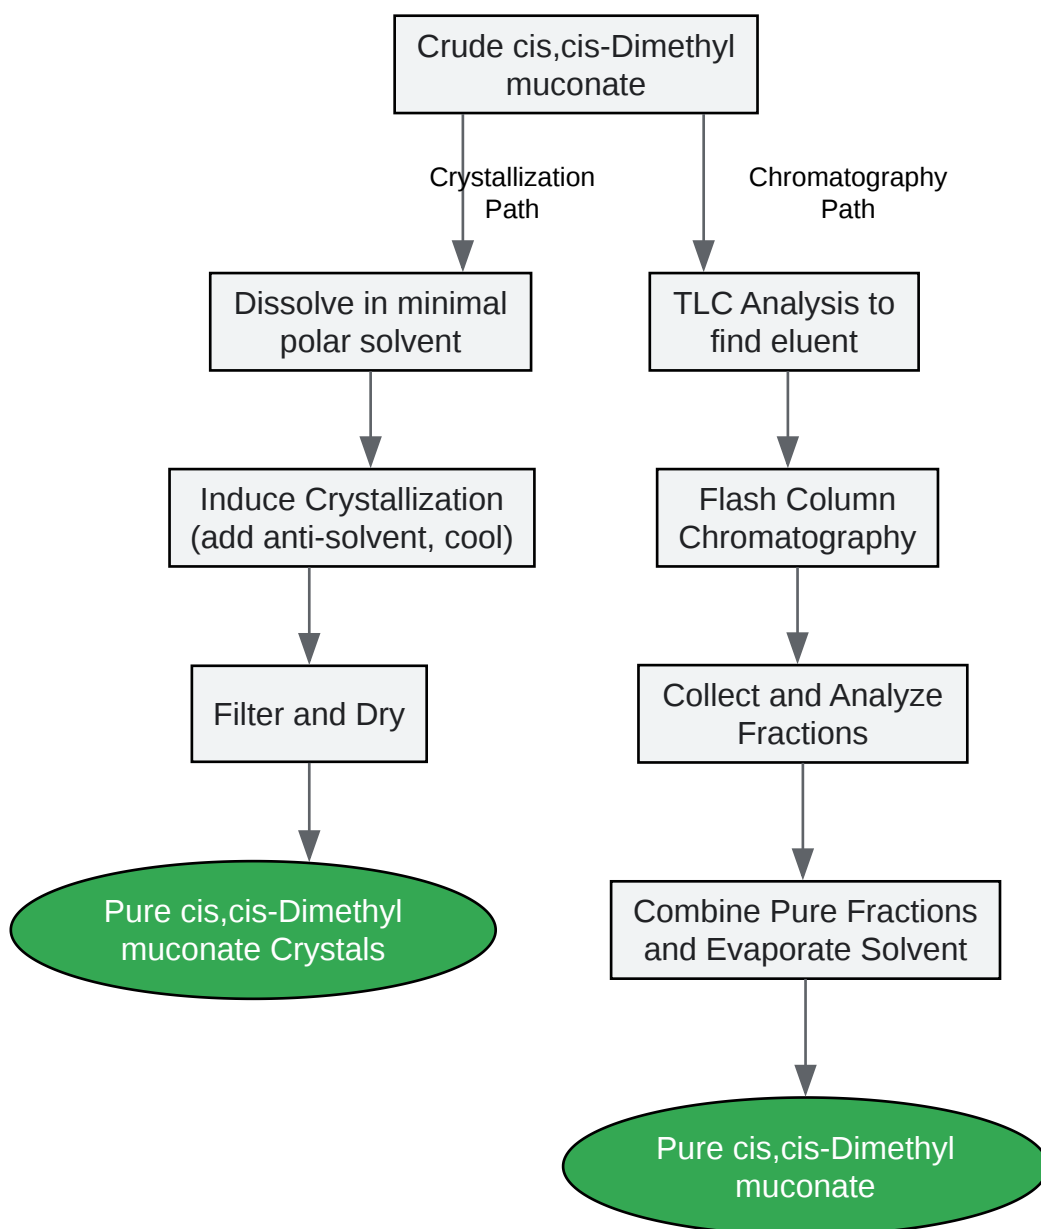 Crude cis,cis-Dimethyl
muconate
Crystallization
Path
Chromatography
Path
Dissolve in minimal
polar solvent
TLC Analysis to
find eluent
Induce Crystallization
(add anti-solvent, cool)
Flash Column
Chromatography
Filter and Dry
Collect and Analyze
Fractions
Pure cis,cis-Dimethyl
muconate Crystals
Combine Pure Fractions
and Evaporate Solvent
Pure cis,cis-Dimethyl
muconate